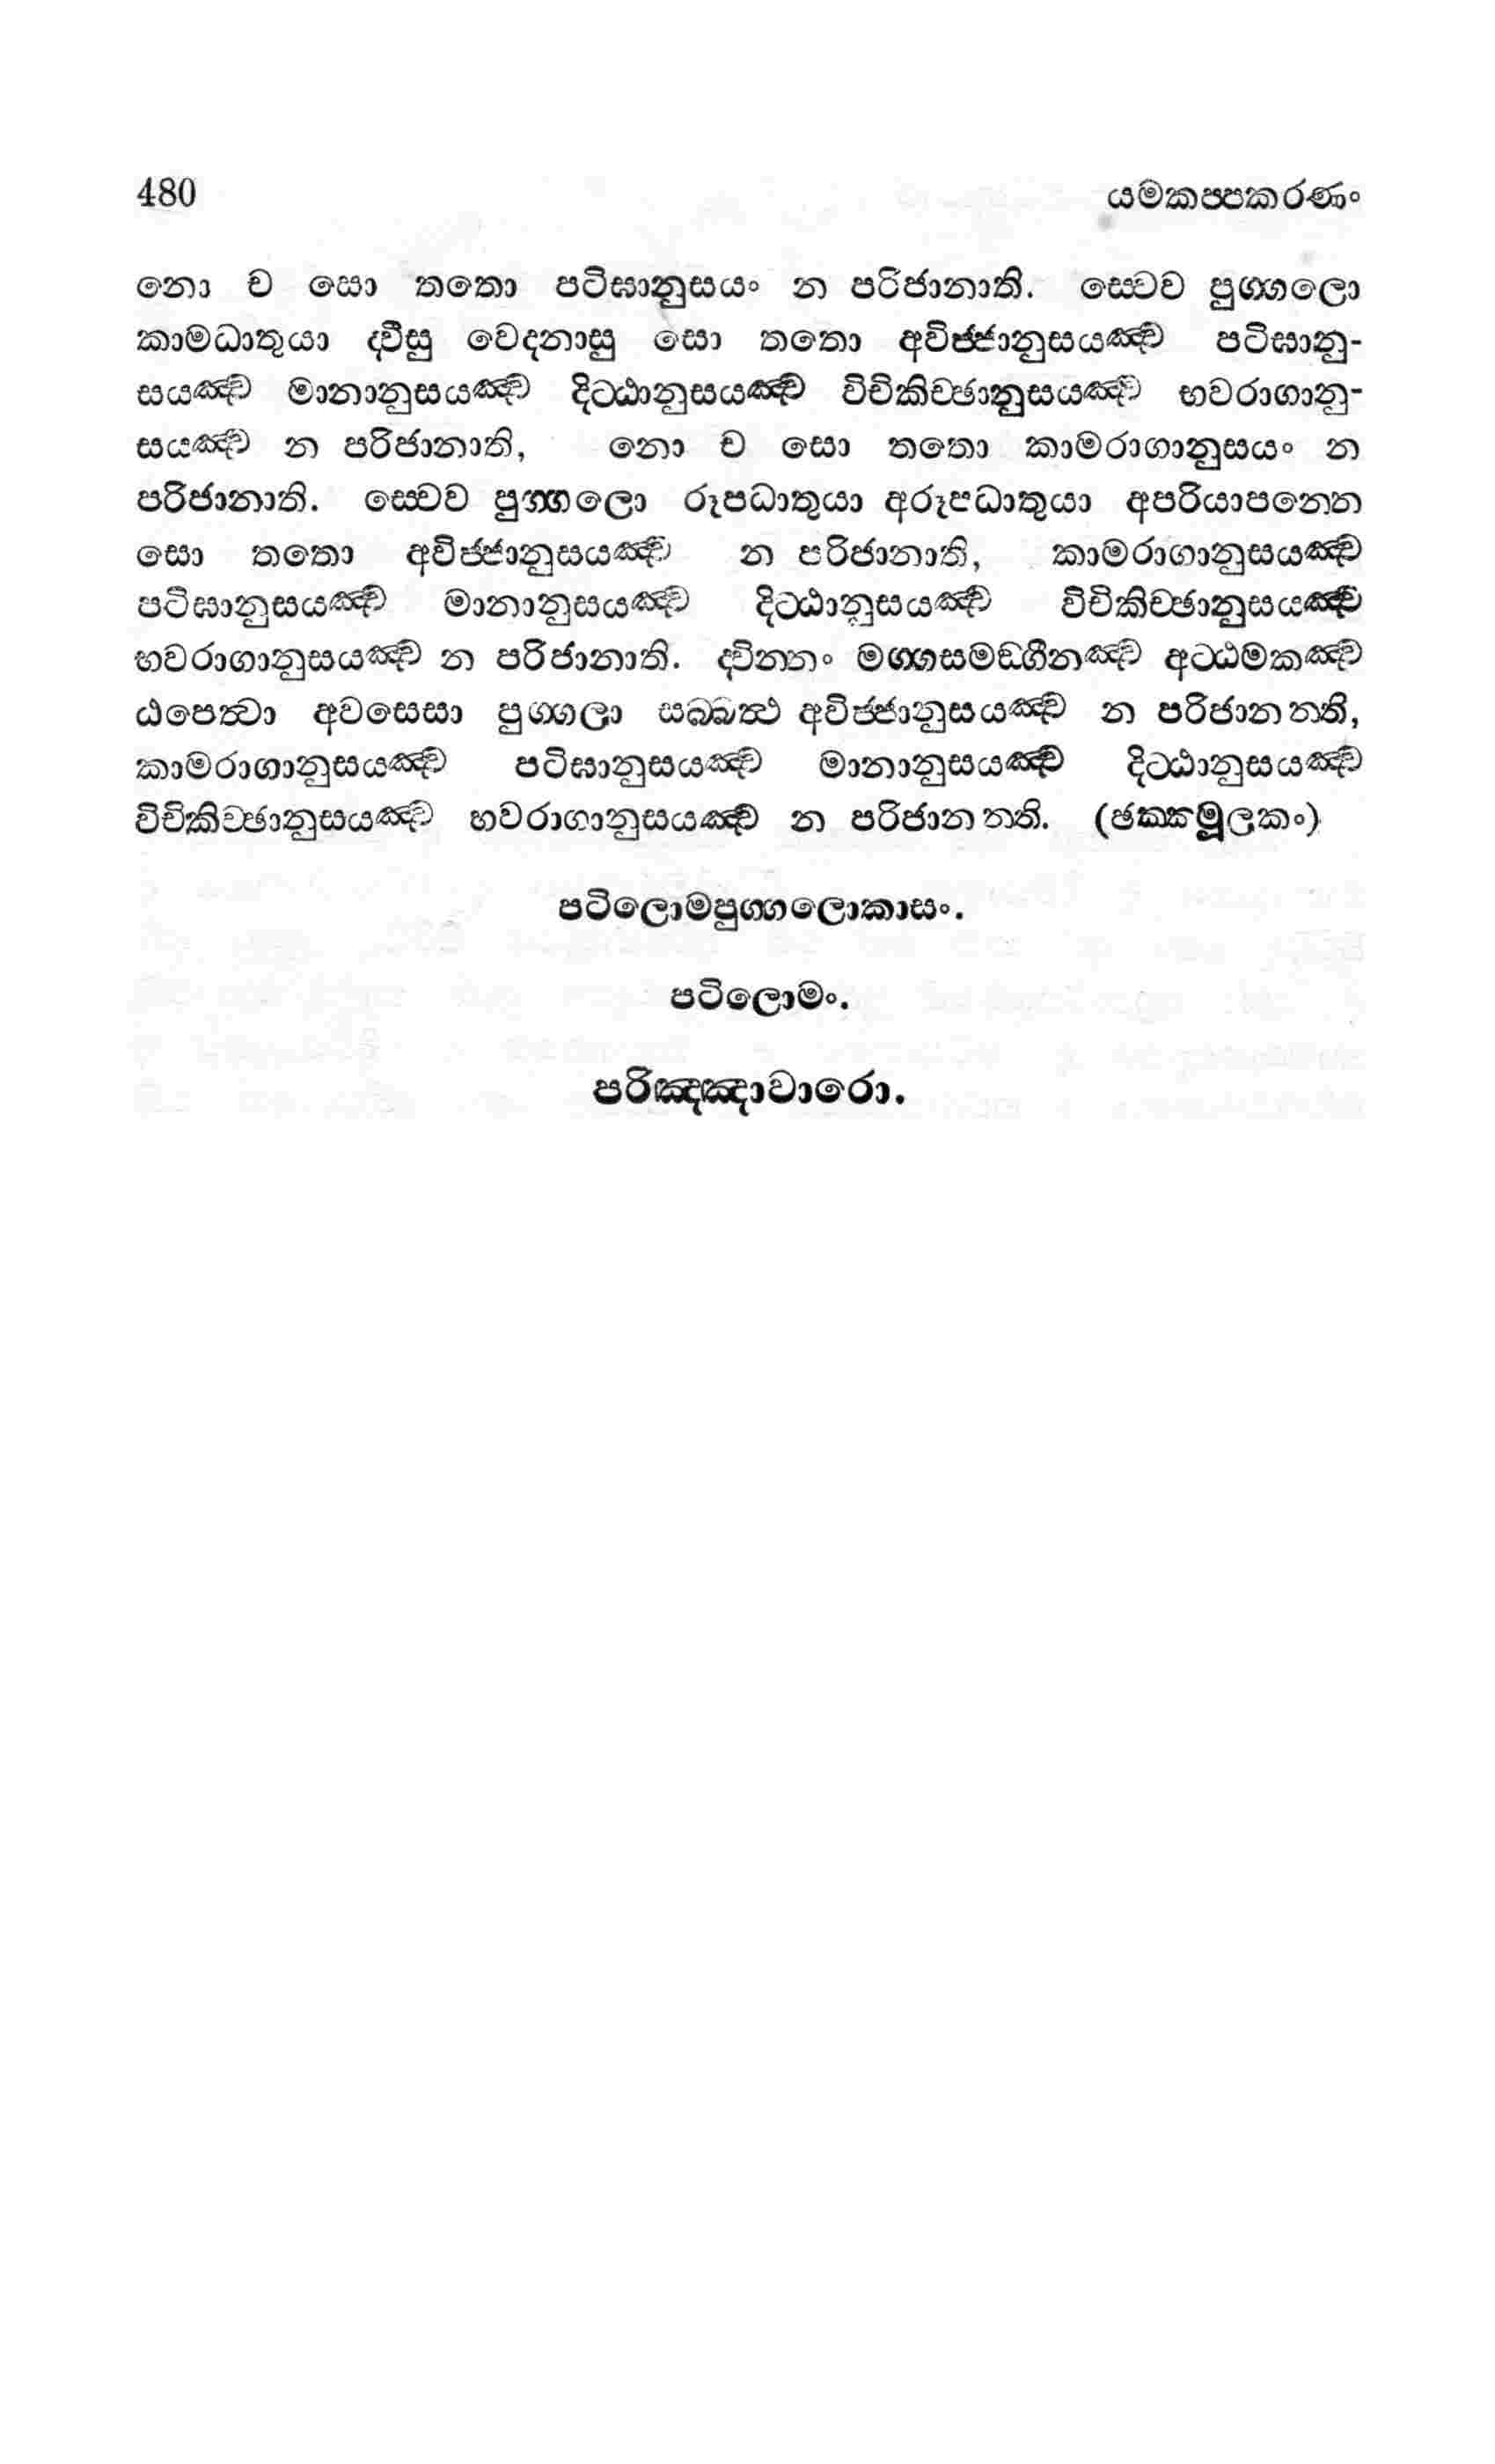 480 යමකප්පකරණං
නො ච සො තතො පටිඝානුසයං න පරිජානාති. ස්වෙව පුග්ගලො
කාමධාතුයා ද්වීසු වෙදනාසු සො තතො අවිජ්ජානුසයඤ්ච පටිඝානු-
සයඤ්ච මානානුසයඤ්ච දිට්ඨානුසයඤ්ච විචිකිච්ඡානුසයඤ්ච භවරාගානු-
සයඤ්ච න පරිජානාති, නො ච සො තතො කාමරාගානුසයං න
පරිජානාති. ස්වෙව පුග්ගලො රූපධාතුයා අරූපධාතුයා අපරියාපන්නෙ
සො තතො අවිජ්ජානුසයඤ්ච න පරිජානාති, කාමරාගානුසයඤ්ච
පටිඝානුසයඤ්ච මානානුසයඤ්ච දිට්ඨානුසයඤ්ච විචිකිච්ඡානුසයඤ්ච
භවරාගානුසයඤ්ච න පරිජානාති. ද්වින්නං මග්ගසමඞ්ගීනඤ්ච අට්ඨමකඤ්ච
ඨපෙත්වා අවසෙසා පුග්ගලා සබ්බත්ථ අවිජ්ජානුසයඤ්ච න පරිජානන්ති,
කාමරාගානුසයඤ්ච පටිඝානුසයඤ්ච මානානුසයඤ්ච දිට්ඨානුසයඤ්ච
විචිකිච්ඡානුසයඤ්ච භවරාගානුසයඤ්ච න පරිජානන්ති. (ඡක්කමූලකං)
පටිලොමපුග්ගලොකාසං.
පටිලොමං.
පරිඤ්ඤාවාරො.